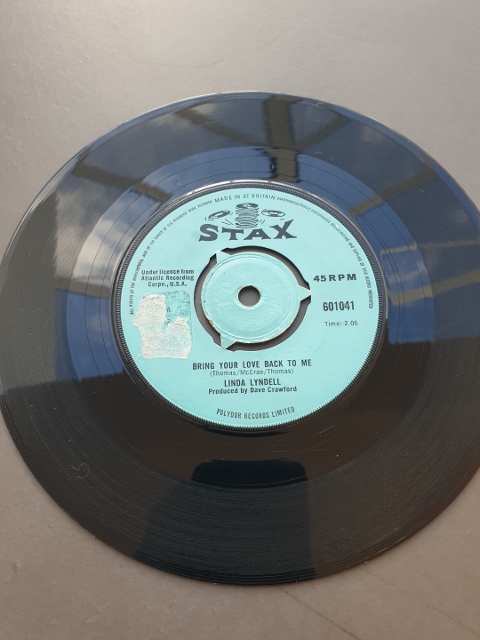 MADE IN GT. BRITAIN
STAX
Under licence from
Atlantic Recording
Corpn., U.S.A.
45 RPM
601041
Time: 2.06
BRING YOUR LOVE BACK TO ME
(Thomas/McCrae/Thomas)
LINDA LYNDELL
Produced by Dave Crawford
POLYDOR RECORDS LIMITED